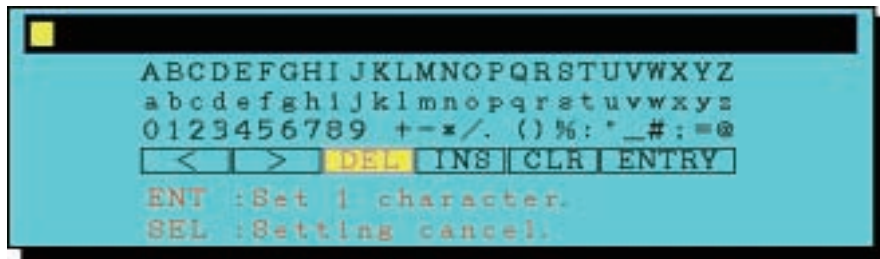 ABCDEFGHIJKLMNOPQRSTUVWXYZ
abcdefghijklmnopqrstuvwxyz
0123456789 +-*/. ()%:"_#;=@
< > DEL INS CLR ENTRY
ENT :Set 1 character.
SEL :Setting cancel.